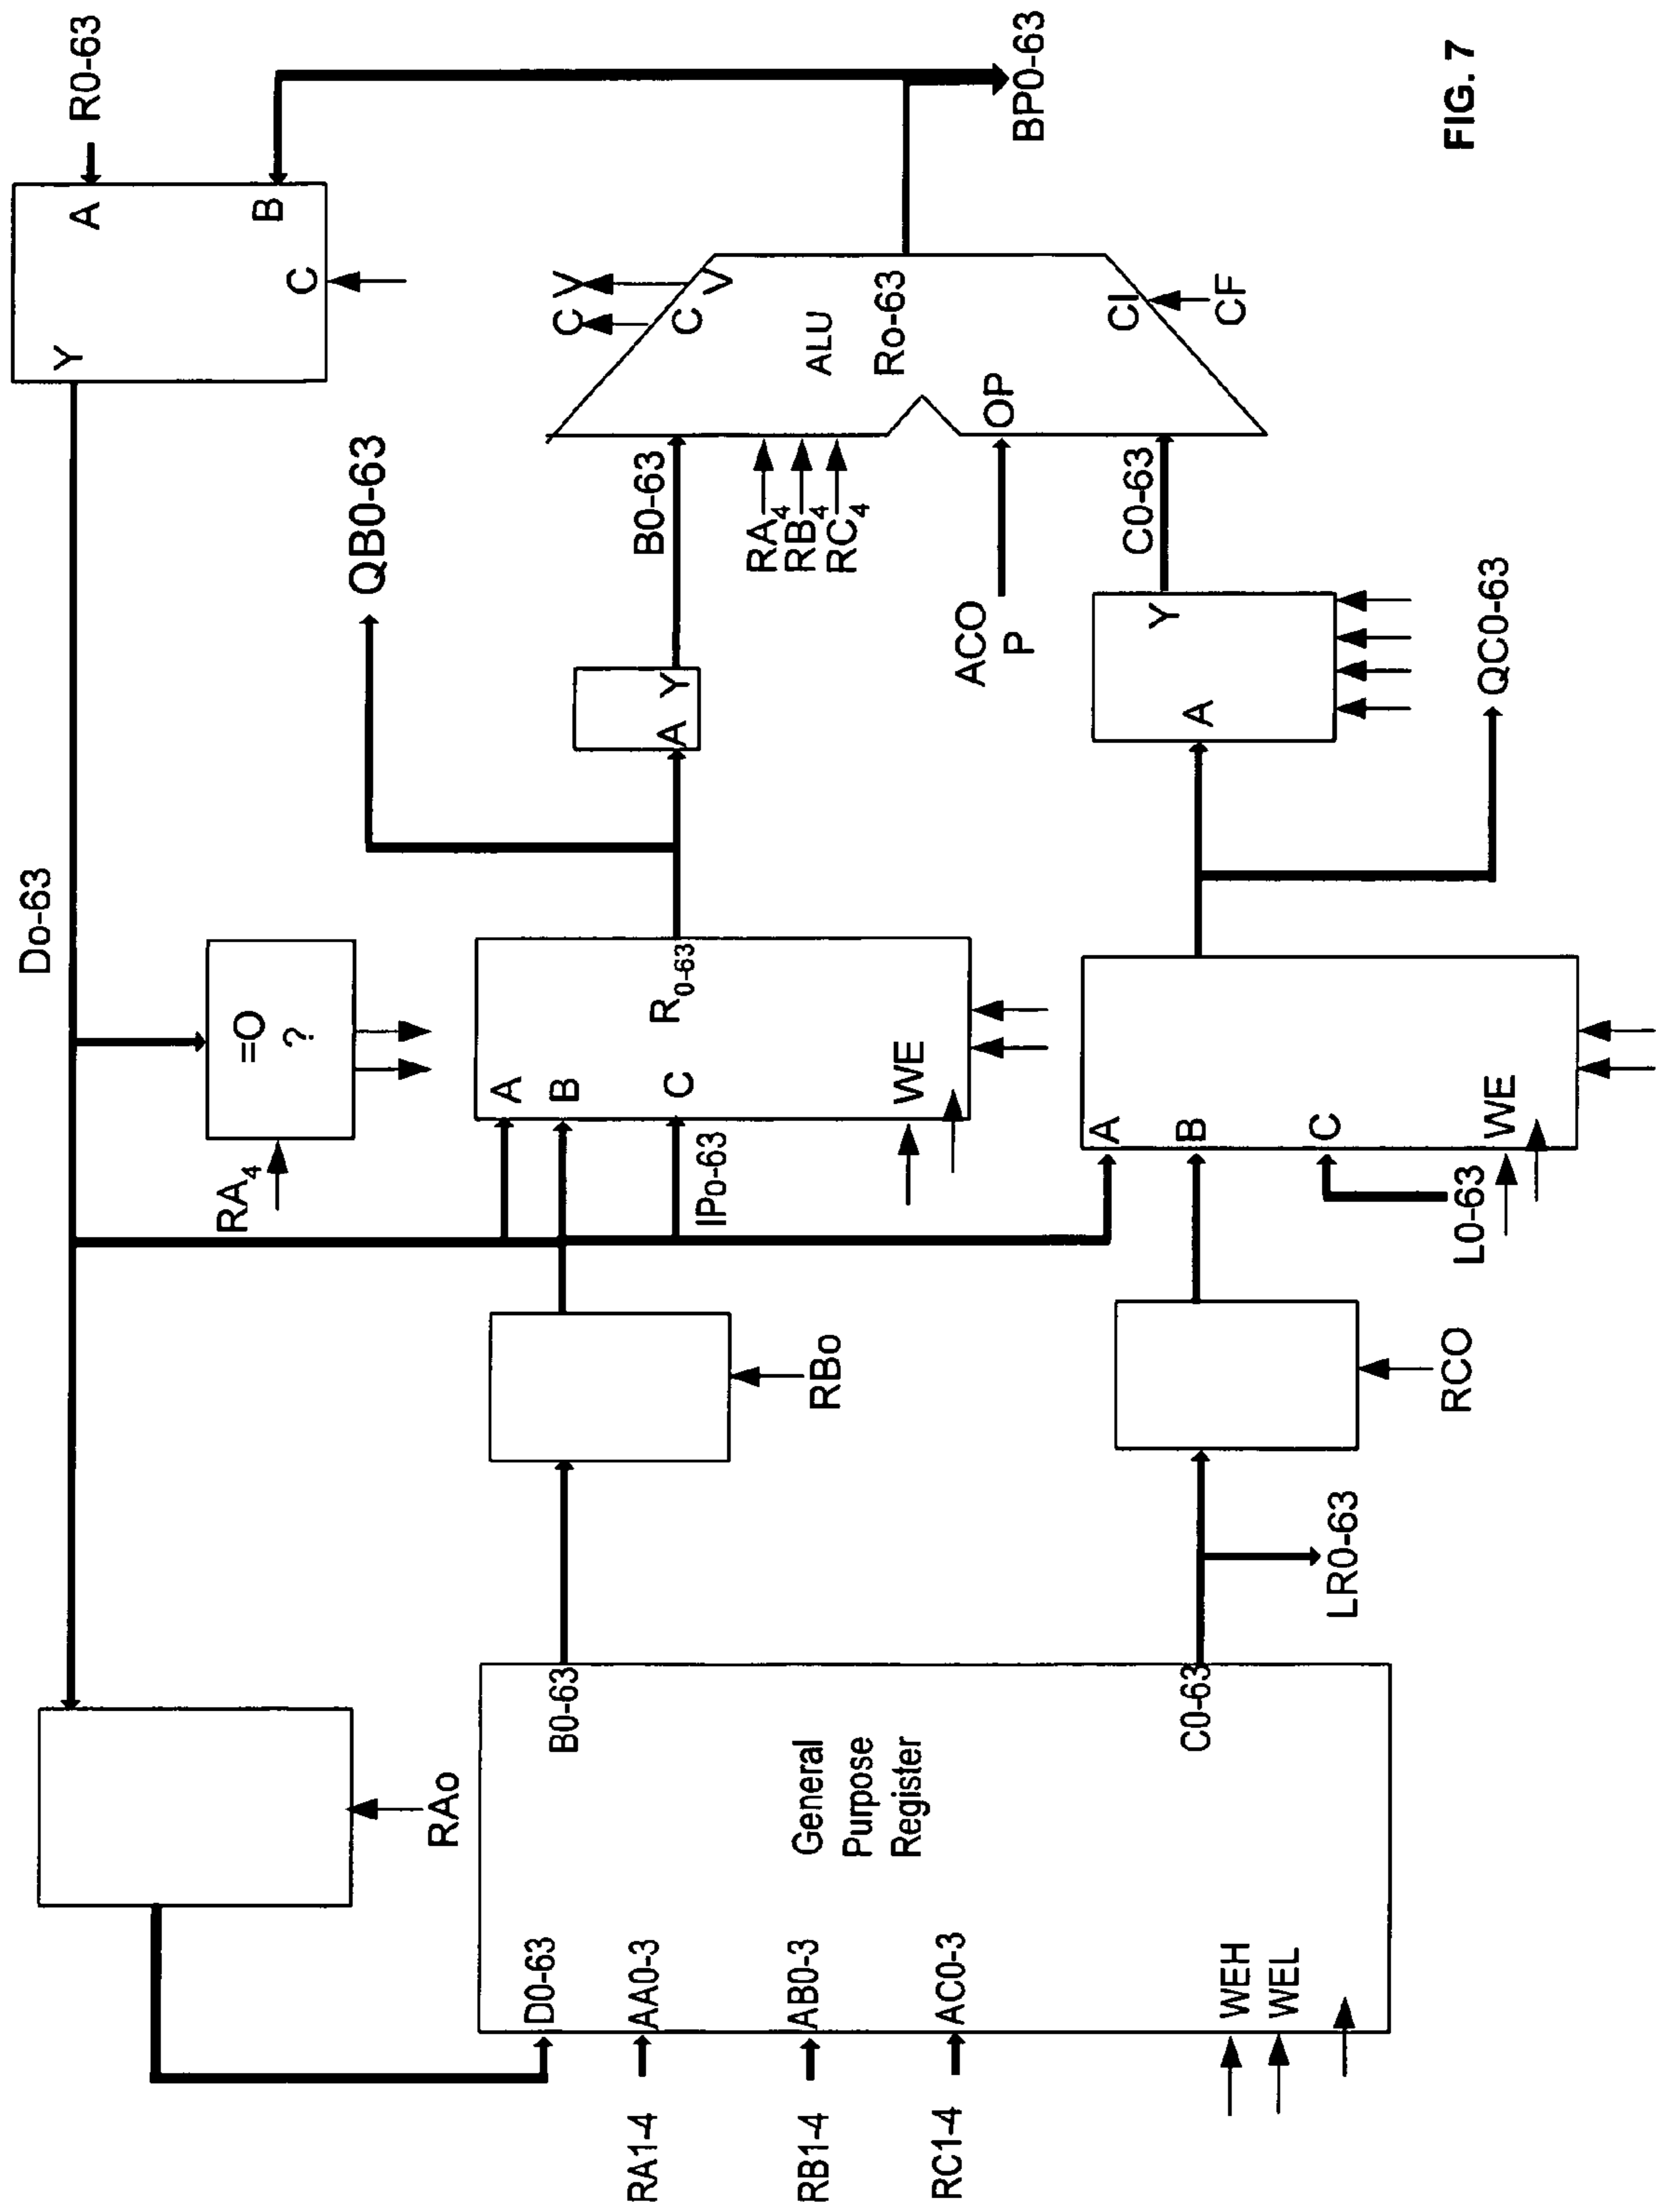 R0-63
A
B
C
Y
Do-63
QB0-63
BP0-63
C V
C V
ALU
Ro-63
OP
CI
CF
B0-63
RA4
RB4
RC4
ACO
P
C0-63
A Y
A
Y
QC0-63
=O
?
RA4
A
B
C
R0-63
WE
IPo-63
A
B
C
WE
L0-63
RBo
RCO
LR0-63
RAo
B0-63
C0-63
General
Purpose
Register
D0-63
AA0-3
AB0-3
AC0-3
WEH
WEL
RA1-4
RB1-4
RC1-4
FIG. 7